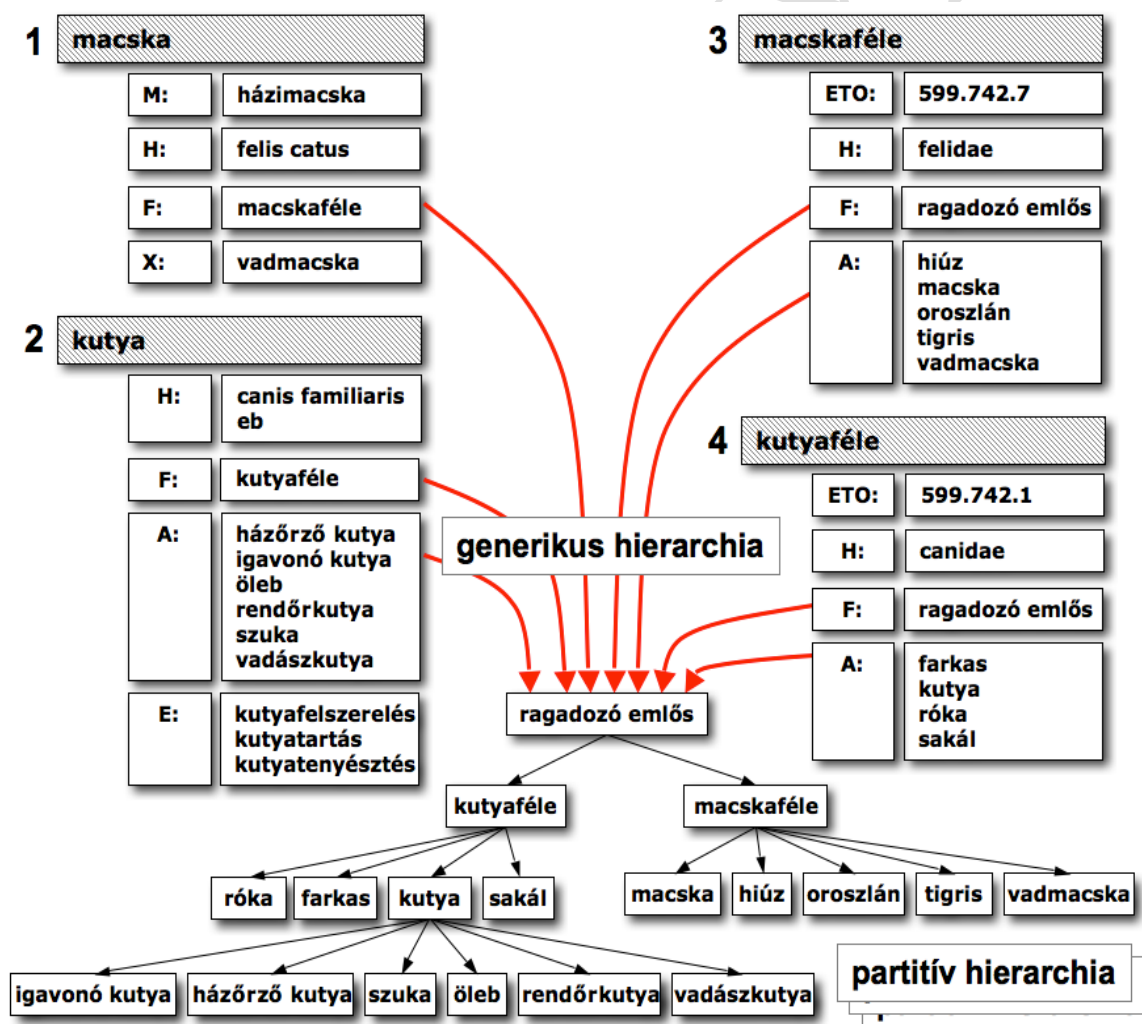 1 macska
M: házimacska
H: felis catus
F: macskaféle
X: vadmacska
2 kutya
H: canis familiaris
eb
F: kutyaféle
A: házőrző kutya
igavonó kutya
öleb
rendőrkutya
szuka
vadászkutya
E: kutyafelszerelés
kutyatartás
kutyatenyésztés
3 macskaféle
ETO: 599.742.7
H: felidae
F: ragadozó emlős
A: hiúz
macska
oroszlán
tigris
vadmacska
4 kutyaféle
ETO: 599.742.1
H: canidae
F: ragadozó emlős
A: farkas
kutya
róka
sakál
generikus hierarchia
ragadozó emlős
kutyaféle macskaféle
róka farkas kutya sakál macska hiúz oroszlán tigris vadmacska
igavonó kutya házőrző kutya szuka öleb rendőrkutya vadászkutya
partitív hierarchia